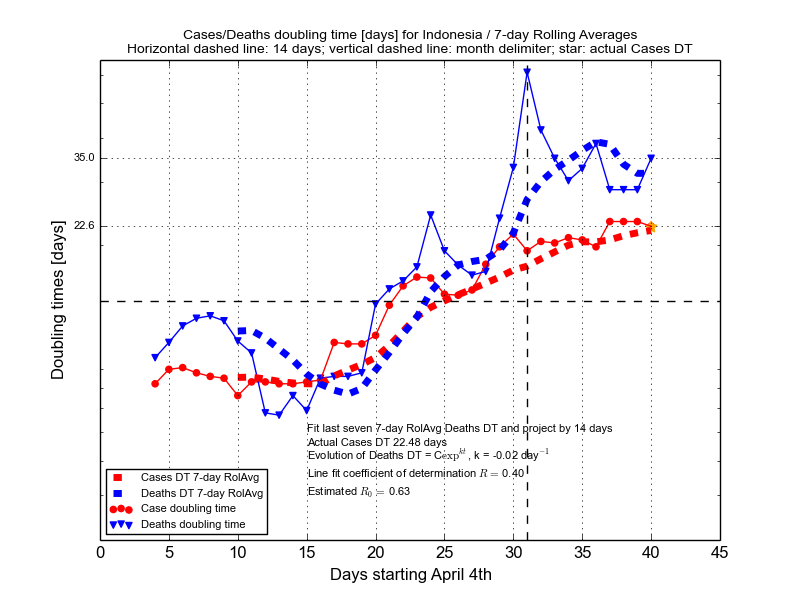 Cases/Deaths doubling time [days] for Indonesia / 7-day Rolling Averages
Horizontal dashed line: 14 days; vertical dashed line: month delimiter; star: actual Cases DT
35.0
22.6
Doubling times [days]
Fit last seven 7-day RolAvg Deaths DT and project by 14 days
Actual Cases DT 22.48 days
Evolution of Deaths DT = Cexp^{kt}, k = -0.02 day^{-1}
Line fit coefficient of determination R = 0.40
Estimated R_0 = 0.63
Cases DT 7-day RolAvg
Deaths DT 7-day RolAvg
Case doubling time
Deaths doubling time
0 5 10 15 20 25 30 35 40 45
Days starting April 4th